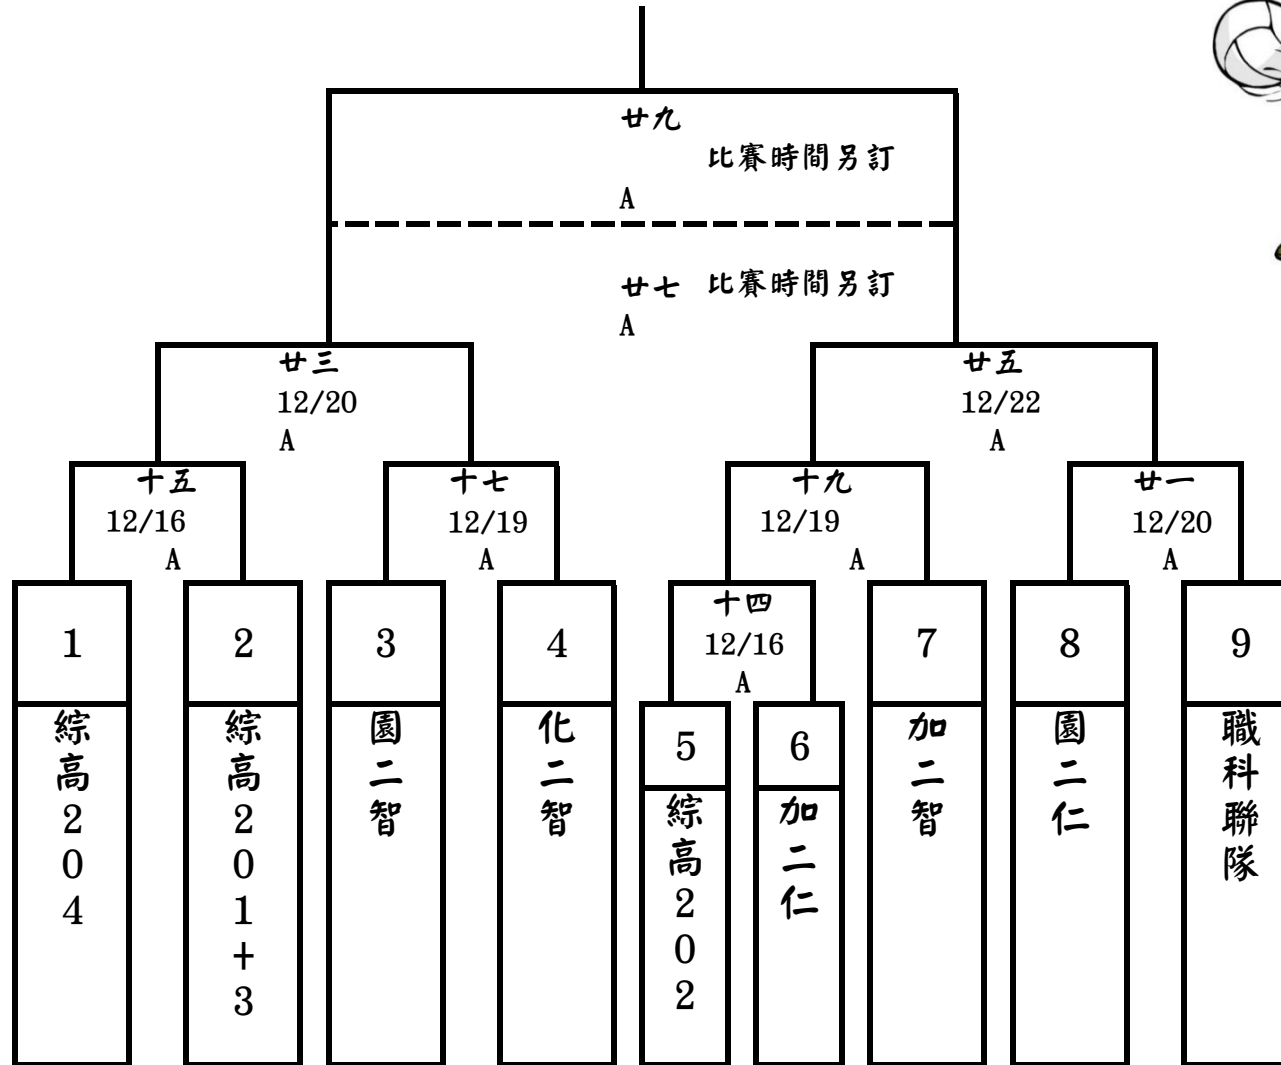 廿九
比賽時間另訂
A
廿七 比賽時間另訂
A
廿三
12/20
A
廿五
12/22
A
十五
12/16
A
十七
12/19
A
十九
12/19
A
廿一
12/20
A
十四
12/16
A
1
綜高204
2
綜高201+3
3
園二智
4
化二智
5
綜高202
6
加二仁
7
加二智
8
園二仁
9
職科聯隊